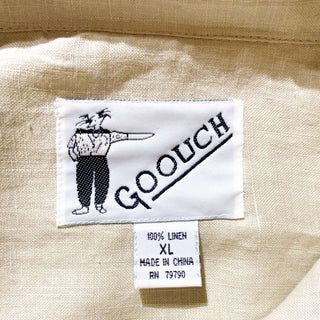 GOOUCH
100% LINEN
XL
MADE IN CHINA
RN 79790